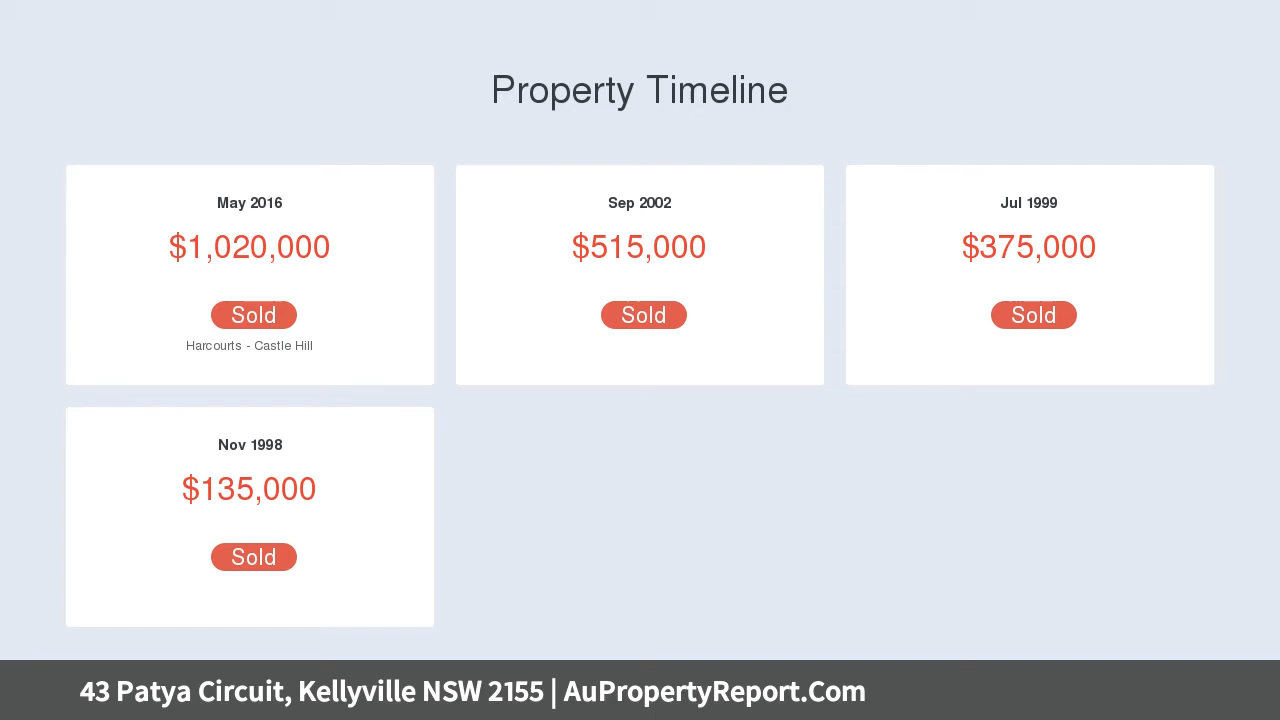 Property Timeline
May 2016
$1,020,000
Sold
Harcourts - Castle Hill
Sep 2002
$515,000
Sold
Jul 1999
$375,000
Sold
Nov 1998
$135,000
Sold
43 Patya Circuit, Kellyville NSW 2155 | AuPropertyReport.Com